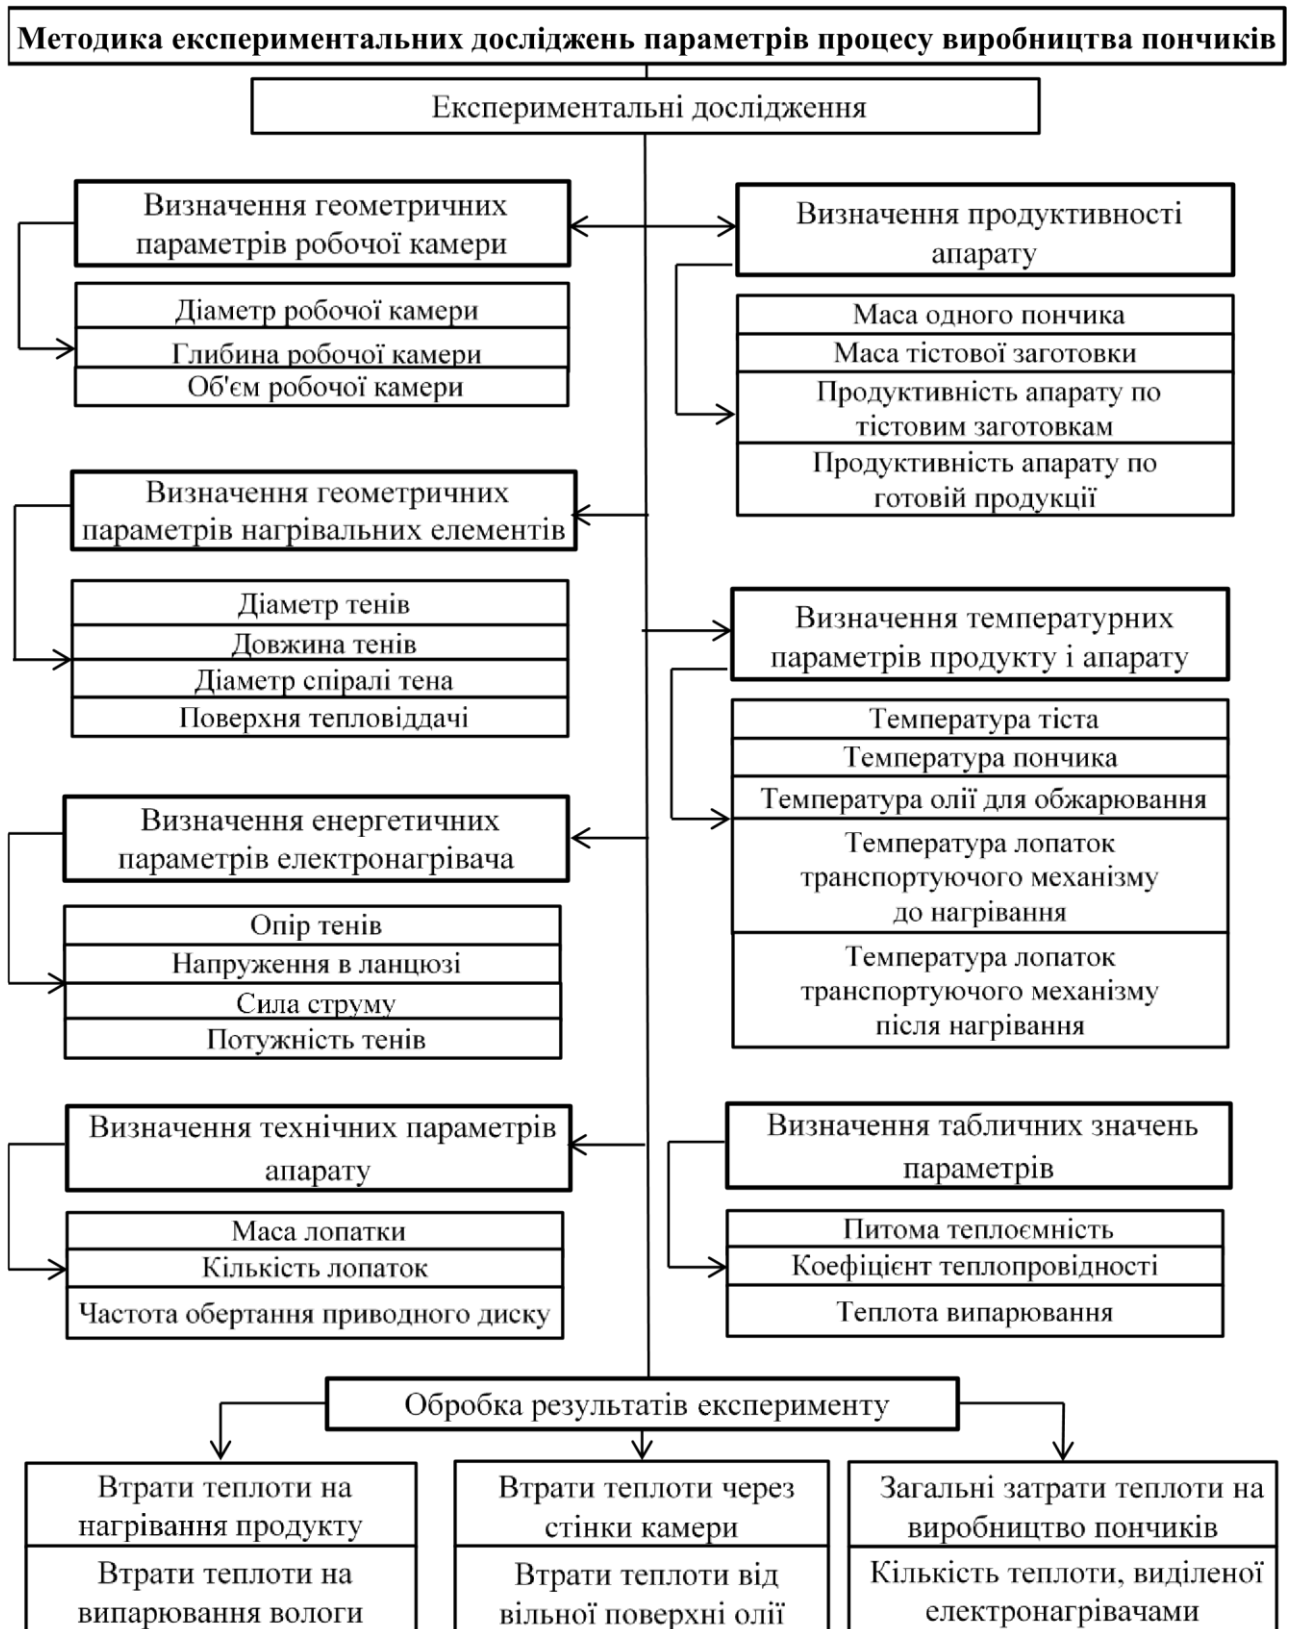 Методика експериментальних досліджень параметрів процесу виробництва пончиків
Експериментальні дослідження
Визначення геометричних
параметрів робочої камери
Діаметр робочої камери
Глибина робочої камери
Об'єм робочої камери
Визначення продуктивності
апарату
Маса одного пончика
Маса тістової заготовки
Продуктивність апарату по
тістовим заготовкам
Продуктивність апарату по
готовій продукції
Визначення геометричних
параметрів нагрівальних елементів
Діаметр тенів
Довжина тенів
Діаметр спіралі тена
Поверхня тепловіддачі
Визначення температурних
параметрів продукту і апарату
Температура тіста
Температура пончика
Температура олії для обжарювання
Температура лопаток
транспортуючого механізму
до нагрівання
Температура лопаток
транспортуючого механізму
після нагрівання
Визначення енергетичних
параметрів електронагрівача
Опір тенів
Напруження в ланцюзі
Сила струму
Потужність тенів
Визначення технічних параметрів
апарату
Маса лопатки
Кількість лопаток
Частота обертання приводного диску
Визначення табличних значень
параметрів
Питома теплоємність
Коефіцієнт теплопровідності
Теплота випарювання
Обробка результатів експерименту
Втрати теплоти на
нагрівання продукту
Втрати теплоти на
випарювання вологи
Втрати теплоти через
стінки камери
Втрати теплоти від
вільної поверхні олії
Загальні затрати теплоти на
виробництво пончиків
Кількість теплоти, виділеної
електронагрівачами